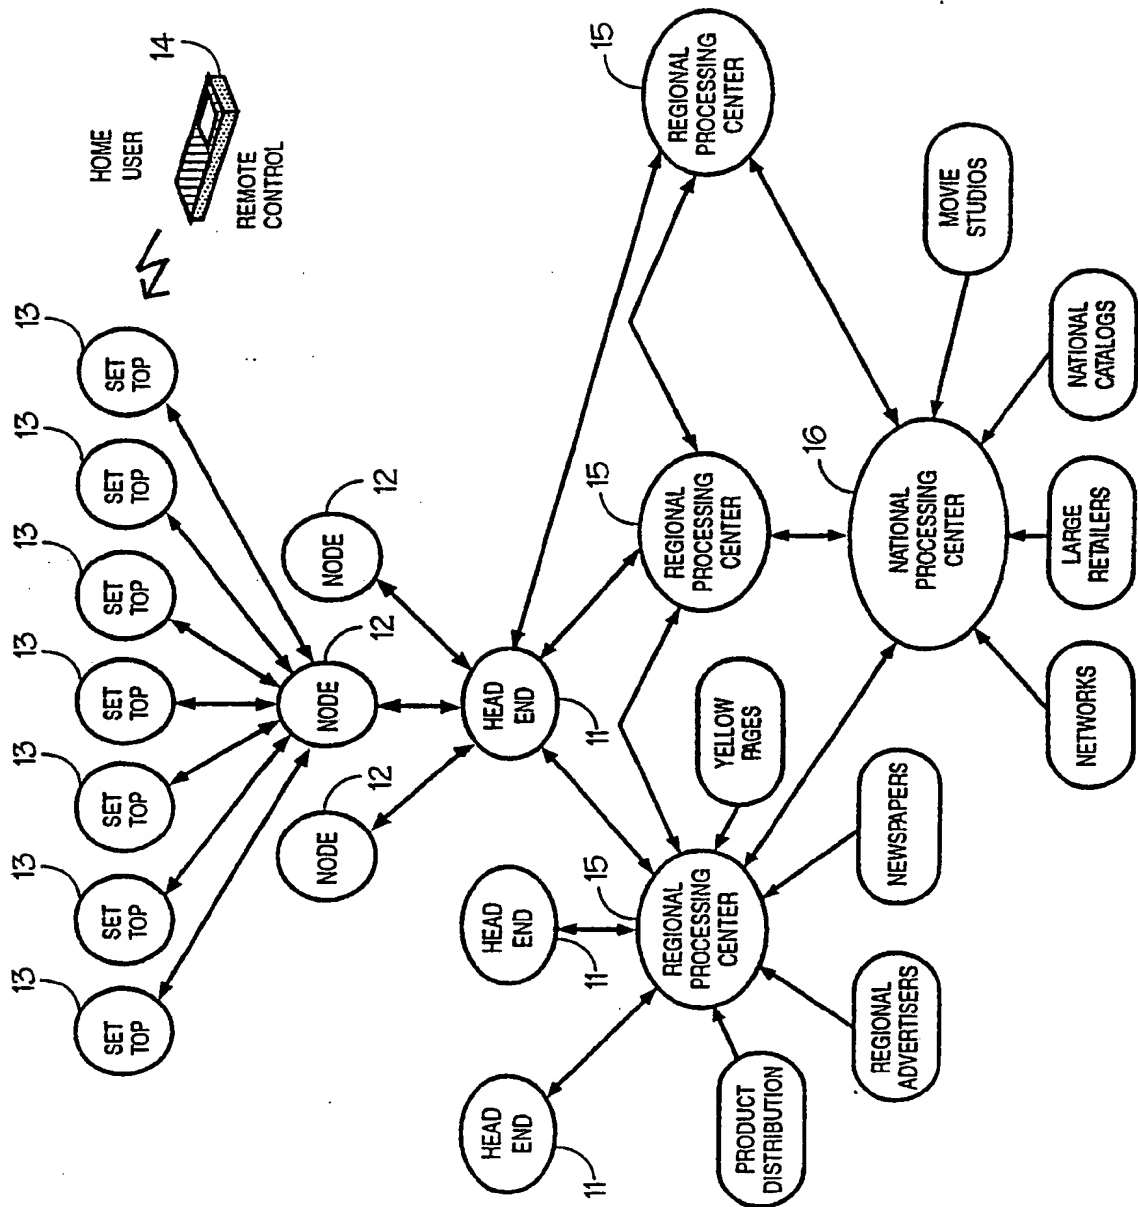 13
SET
TOP
13
SET
TOP
13
SET
TOP
13
SET
TOP
13
SET
TOP
13
SET
TOP
13
SET
TOP
HOME
USER
14
REMOTE
CONTROL
NODE
12
NODE
12
NODE
12
HEAD
END
11
HEAD
END
11
HEAD
END
11
REGIONAL
PROCESSING
CENTER
15
REGIONAL
PROCESSING
CENTER
15
REGIONAL
PROCESSING
CENTER
15
PRODUCT
DISTRIBUTION
REGIONAL
ADVERTISERS
NEWSPAPERS
YELLOW
PAGES
NATIONAL
PROCESSING
CENTER
16
NETWORKS
LARGE
RETAILERS
NATIONAL
CATALOGS
MOVIE
STUDIOS